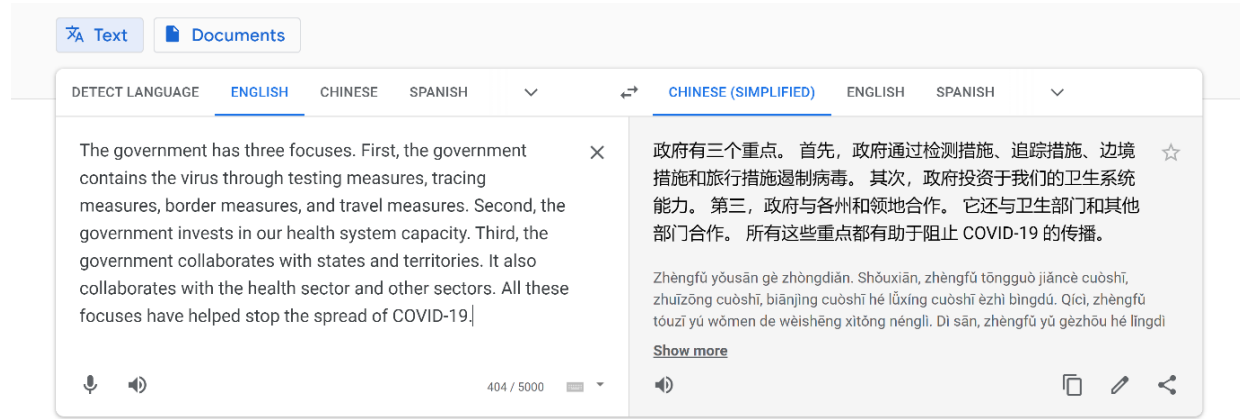 Text Documents
DETECT LANGUAGE ENGLISH CHINESE SPANISH CHINESE (SIMPLIFIED) ENGLISH SPANISH
The government has three focuses. First, the government
contains the virus through testing measures, tracing
measures, border measures, and travel measures. Second, the
government invests in our health system capacity. Third, the
government collaborates with states and territories. It also
collaborates with the health sector and other sectors. All these
focuses have helped stop the spread of COVID-19.
404 / 5000
政府有三个重点。 首先，政府通过检测措施、追踪措施、边境
措施和旅行措施遏制病毒。 其次，政府投资于我们的卫生系统
能力。 第三，政府与各州和领地合作。 它还与卫生部门和其他
部门合作。 所有这些重点都有助于阻止 COVID-19 的传播。
Zhèngfǔ yǒusān gè zhòngdiǎn. Shǒuxiān, zhèngfǔ tōngguò jiǎncè cuòshī,
zhuīzōng cuòshī, biānjìng cuòshī hé lǚxíng cuòshī èzhì bìngdú. Qícì, zhèngfǔ
tóuzī yú wǒmen de wèishēng xìtǒng nénglì. Dì sān, zhèngfǔ yǔ gèzhōu hé lǐngdì
Show more